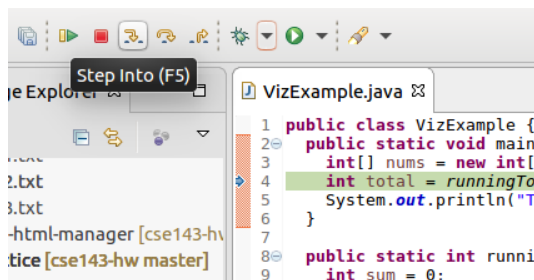 Step Into (F5)
ge Explorer
VizExample.java
1 public class VizExample {
2 public static void main
3 int[] nums = new int[
4 int total = runningTo
5 System.out.println("T
6 }
7
8 public static int runni
9 int sum = 0;
.txt
2.txt
3.txt
-html-manager [cse143-hw
tice [cse143-hw master]